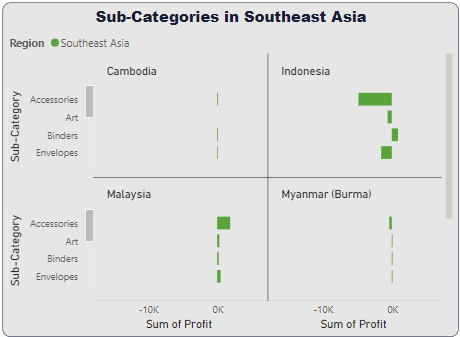 Sub-Categories in Southeast Asia
Region Southeast Asia
Cambodia
Indonesia
Sub-Category
Accessories
Art
Binders
Envelopes
Malaysia
Myanmar (Burma)
Sub-Category
Accessories
Art
Binders
Envelopes
-10K 0K -10K 0K
Sum of Profit Sum of Profit